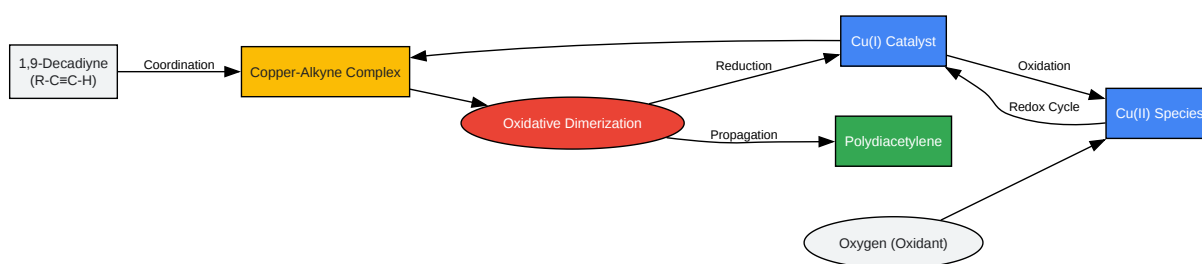 1,9-Decadiyne
(R-C≡C-H)
Coordination
Copper-Alkyne Complex
Oxidative Dimerization
Reduction
Propagation
Cu(I) Catalyst
Polydiacetylene
Oxidation
Redox Cycle
Cu(II) Species
Oxygen (Oxidant)